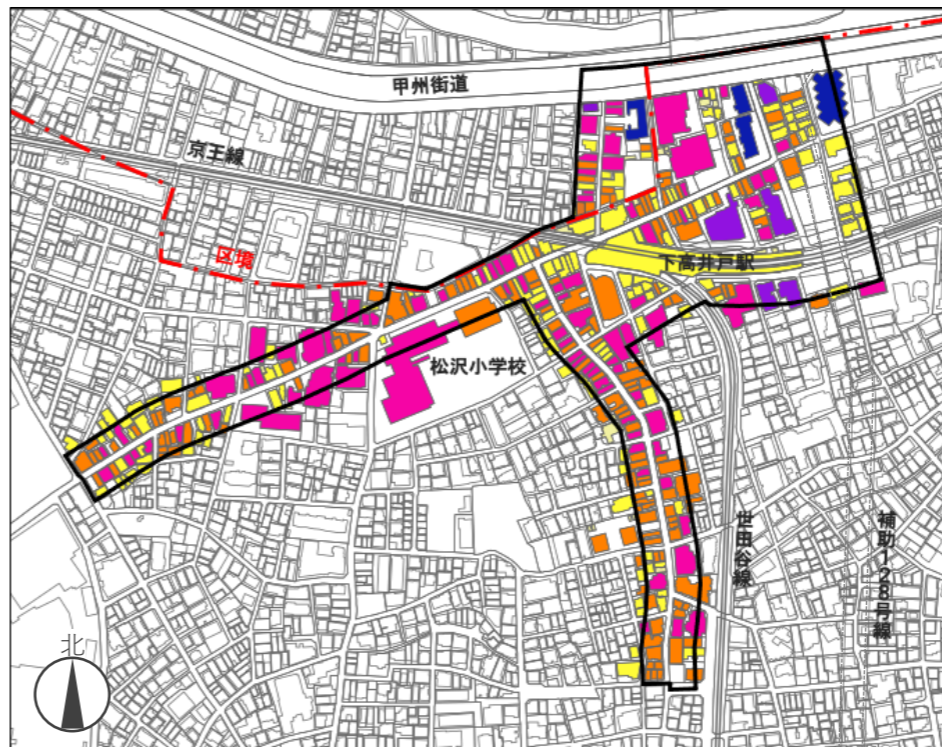 甲州街道
京王線
区境
下高井戸駅
松沢小学校
世田谷線
補助128号線
北